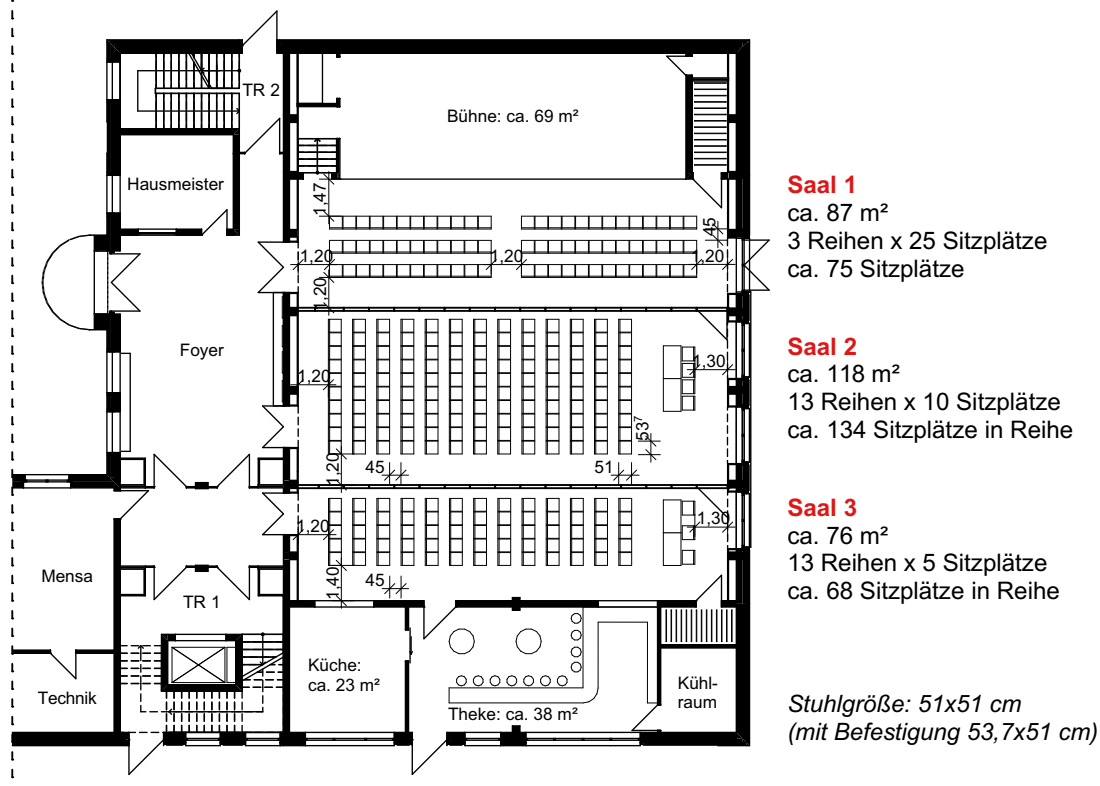 TR 2
Bühne: ca. 69 m²
Hausmeister
1,47
45
1,20
1,20
1,20
1,20
Foyer
1,20
1,30
53⁷
1,20
45
51
1,20
1,30
1,40
45
Mensa
TR 1
Technik
Küche:
ca. 23 m²
Theke: ca. 38 m²
Kühl-
raum
Saal 1
ca. 87 m²
3 Reihen x 25 Sitzplätze
ca. 75 Sitzplätze
Saal 2
ca. 118 m²
13 Reihen x 10 Sitzplätze
ca. 134 Sitzplätze in Reihe
Saal 3
ca. 76 m²
13 Reihen x 5 Sitzplätze
ca. 68 Sitzplätze in Reihe
Stuhlgröße: 51x51 cm
(mit Befestigung 53,7x51 cm)